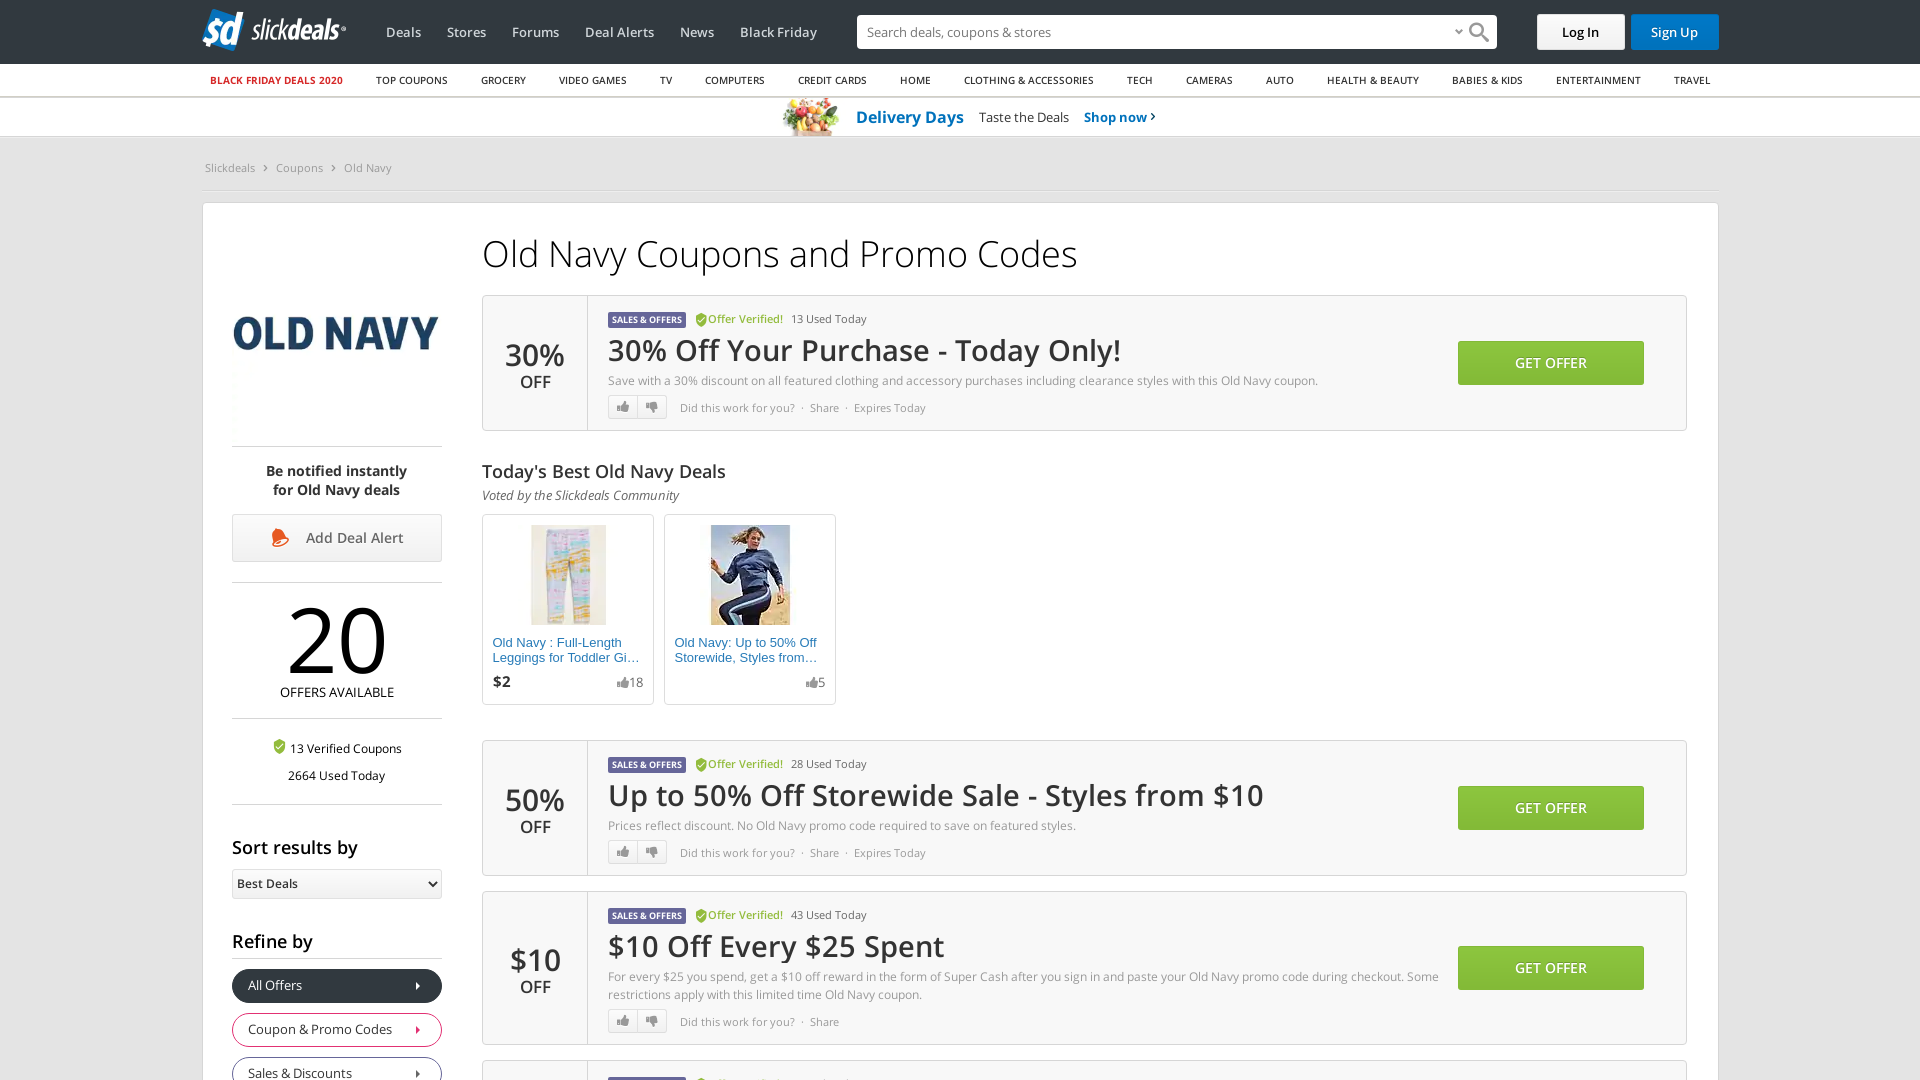 sd slickdeals
Deals Stores Forums Deal Alerts News Black Friday
Search deals, coupons & stores
Log In Sign Up
BLACK FRIDAY DEALS 2020 TOP COUPONS GROCERY VIDEO GAMES TV COMPUTERS CREDIT CARDS HOME CLOTHING & ACCESSORIES TECH CAMERAS AUTO HEALTH & BEAUTY BABIES & KIDS ENTERTAINMENT TRAVEL
Delivery Days Taste the Deals Shop now
Slickdeals Coupons Old Navy
OLD NAVY
Be notified instantly
for Old Navy deals
Add Deal Alert
20
OFFERS AVAILABLE
13 Verified Coupons
2664 Used Today
Sort results by
Best Deals
Refine by
All Offers
Coupon & Promo Codes
Sales & Discounts
Old Navy Coupons and Promo Codes
30%
OFF
SALES & OFFERS Offer Verified! 13 Used Today
30% Off Your Purchase - Today Only!
Save with a 30% discount on all featured clothing and accessory purchases including clearance styles with this Old Navy coupon.
Did this work for you? · Share · Expires Today
GET OFFER
Today's Best Old Navy Deals
Voted by the Slickdeals Community
Old Navy : Full-Length
Leggings for Toddler Gi…
$2 18
Old Navy: Up to 50% Off
Storewide, Styles from…
5
50%
OFF
SALES & OFFERS Offer Verified! 28 Used Today
Up to 50% Off Storewide Sale - Styles from $10
Prices reflect discount. No Old Navy promo code required to save on featured styles.
Did this work for you? · Share · Expires Today
GET OFFER
$10
OFF
SALES & OFFERS Offer Verified! 43 Used Today
$10 Off Every $25 Spent
For every $25 you spend, get a $10 off reward in the form of Super Cash after you sign in and paste your Old Navy promo code during checkout. Some
restrictions apply with this limited time Old Navy coupon.
Did this work for you? · Share
GET OFFER